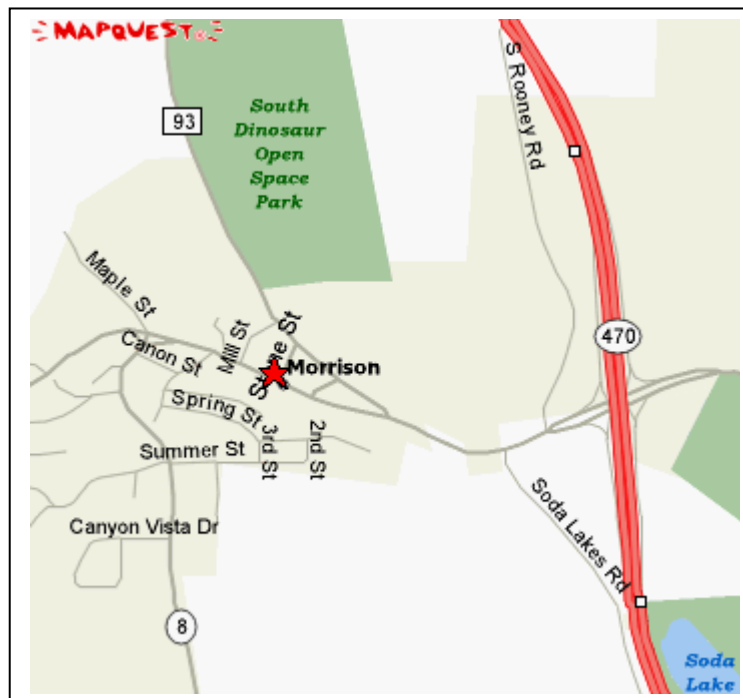 MAPQUEST
S Rooney Rd
93
South
Dinosaur
Open
Space
Park
Maple St
470
Canon St
Mill St
Morrison
Spring St
3rd St
2nd St
Summer St
Soda Lakes Rd
Canyon Vista Dr
8
Soda
Lake